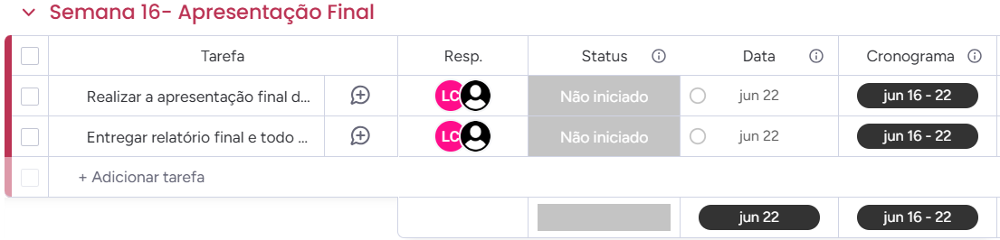 Semana 16- Apresentação Final
Tarefa Resp. Status Data Cronograma
Realizar a apresentação final d... LC Não iniciado jun 22 jun 16 - 22
Entregar relatório final e todo ... LC Não iniciado jun 22 jun 16 - 22
+ Adicionar tarefa
jun 22 jun 16 - 22